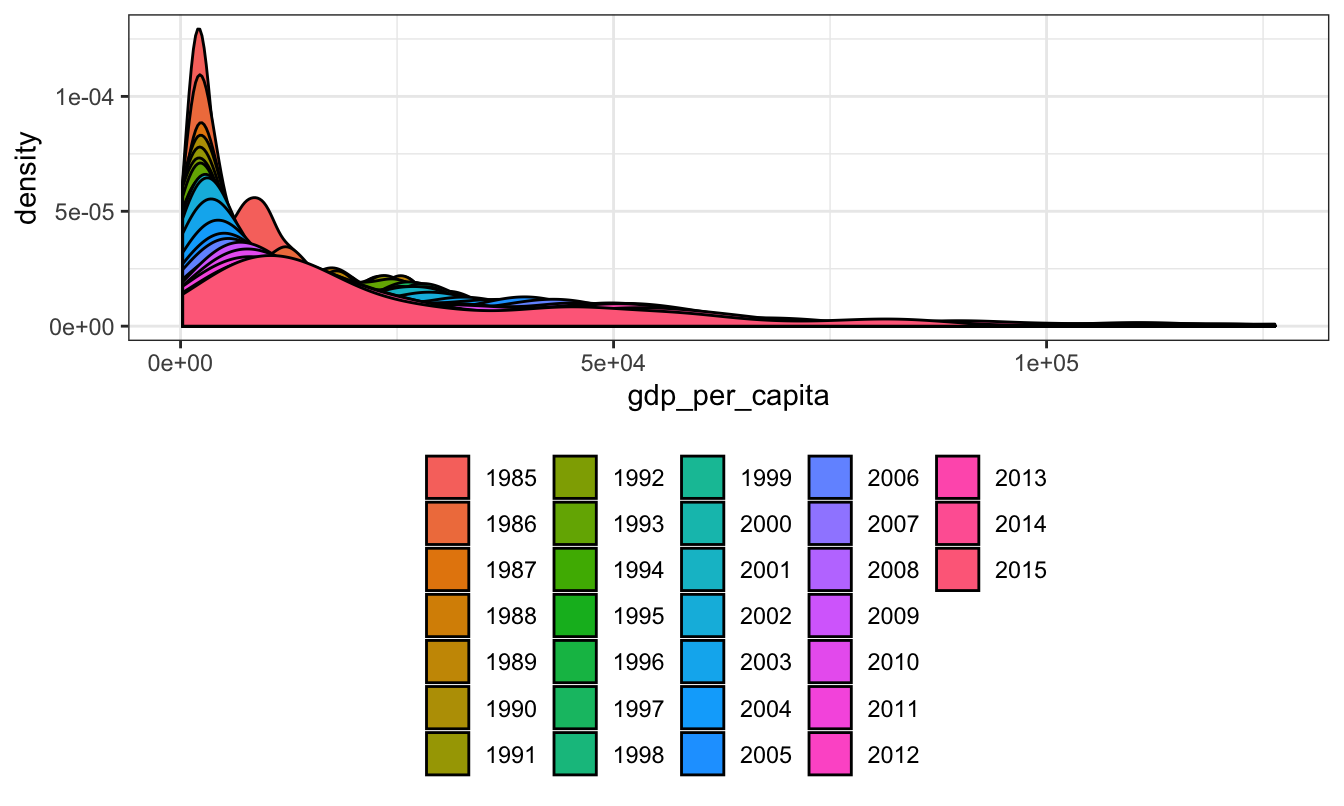 density
1e-04
5e-05
0e+00
0e+00 5e+04 1e+05
gdp_per_capita
1985 1992 1999 2006 2013
1986 1993 2000 2007 2014
1987 1994 2001 2008 2015
1988 1995 2002 2009
1989 1996 2003 2010
1990 1997 2004 2011
1991 1998 2005 2012